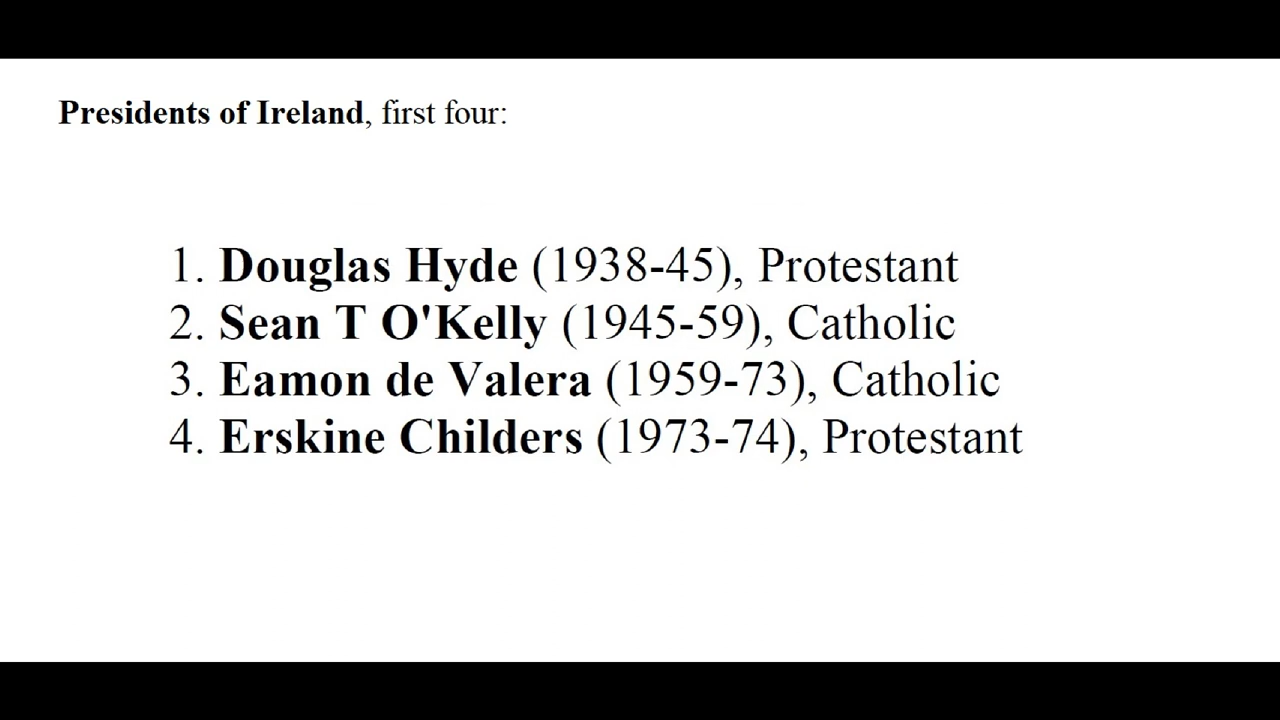 Presidents of Ireland, first four:
1. Douglas Hyde (1938-45), Protestant
2. Sean T O'Kelly (1945-59), Catholic
3. Eamon de Valera (1959-73), Catholic
4. Erskine Childers (1973-74), Protestant